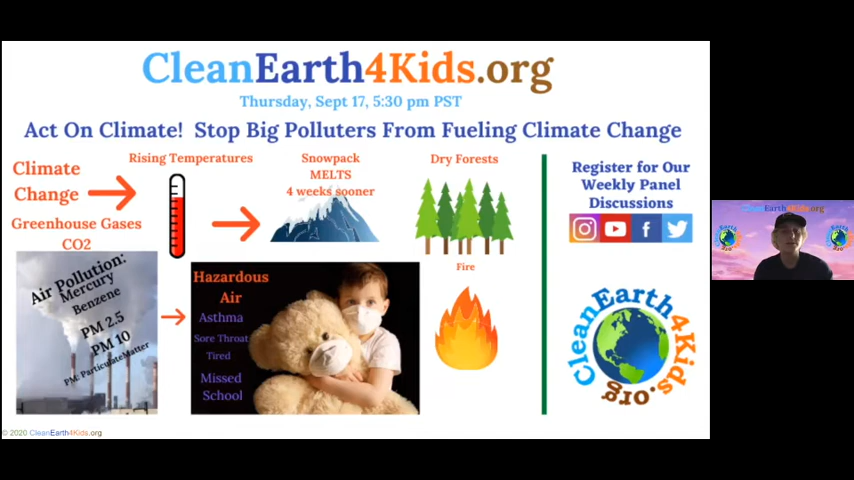 CleanEarth4Kids.org
Thursday, Sept 17, 5:30 pm PST
Act On Climate!  Stop Big Polluters From Fueling Climate Change
Climate
Change
Rising Temperatures
Snowpack
MELTS
4 weeks sooner
Dry Forests
Greenhouse Gases
CO2
Air Pollution:
Mercury
Benzene
PM 2.5
PM 10
PM: ParticulateMatter
Hazardous
Air
Asthma
Sore Throat
Tired
Missed
School
Fire
Register for Our
Weekly Panel
Discussions
CleanEarth4Kids.org
© 2020 CleanEarth4Kids.org
CleanEarth4Kids.org